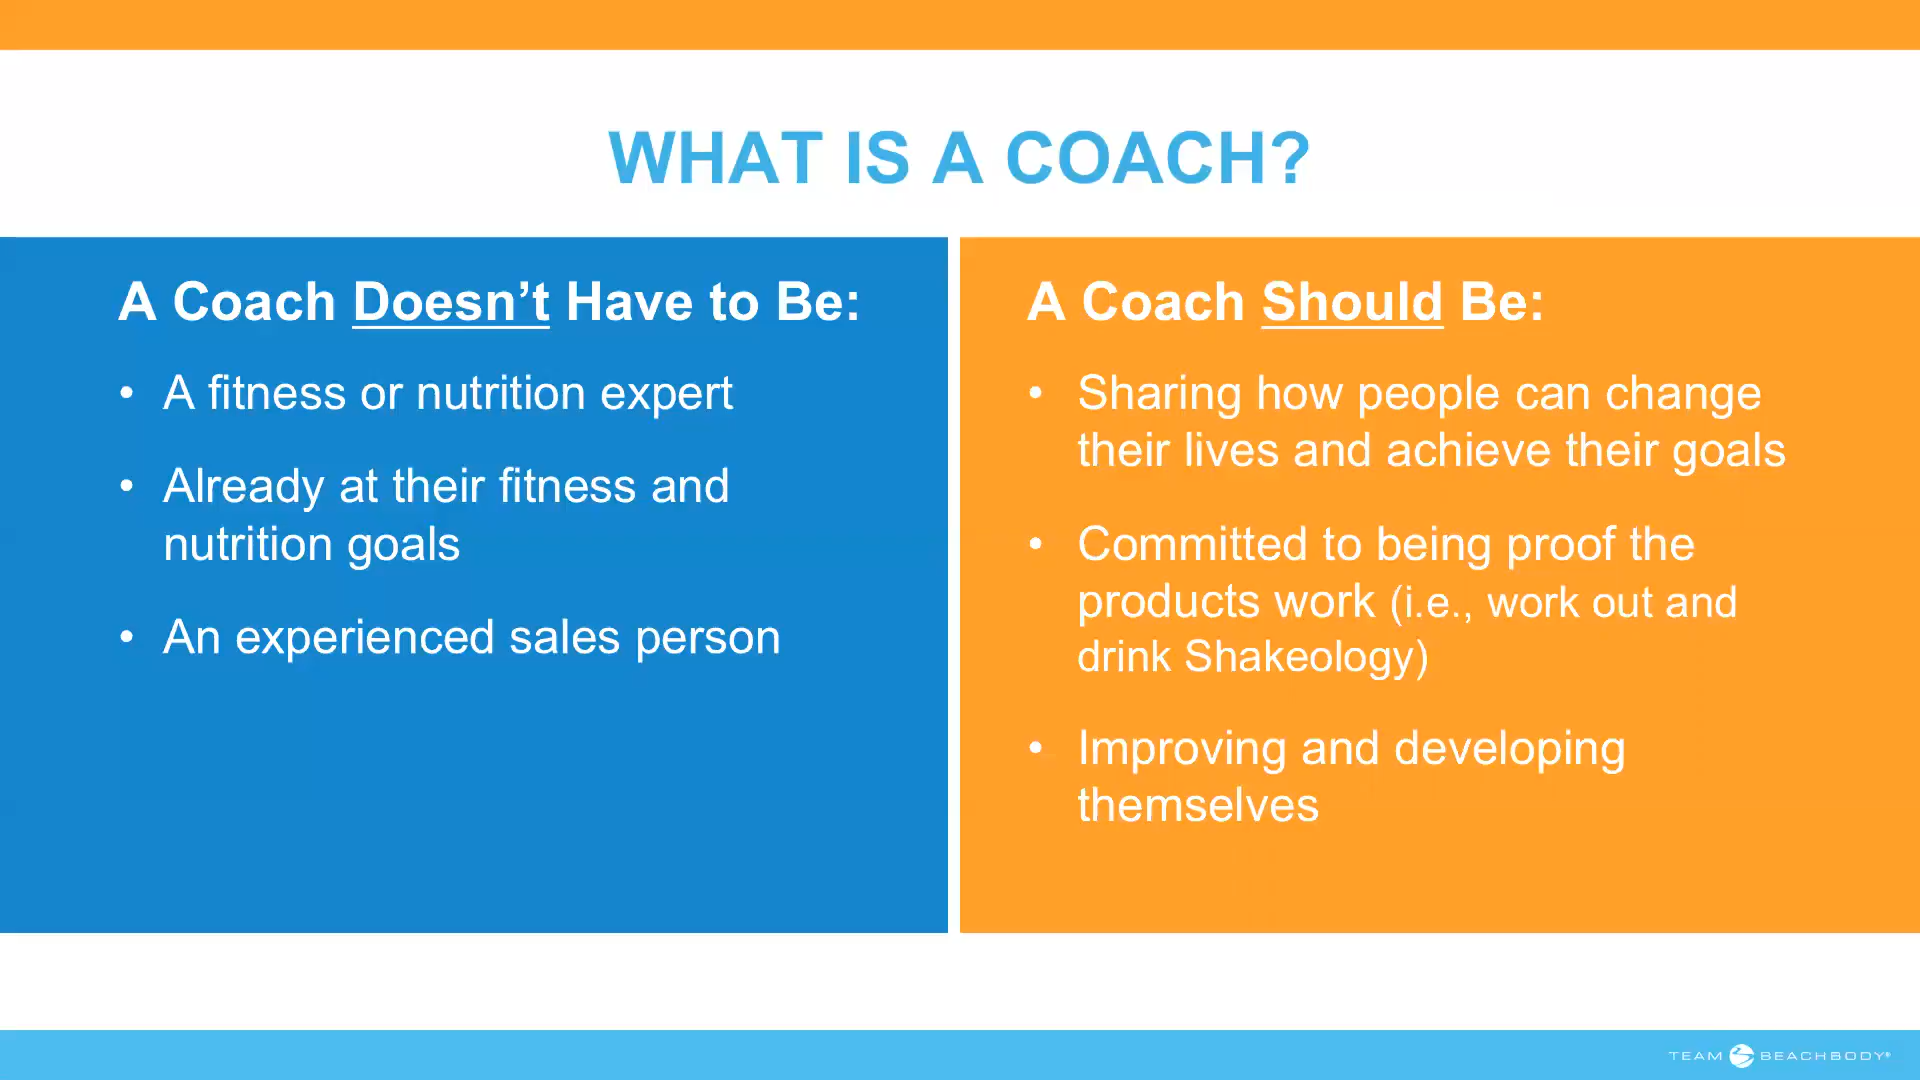 WHAT IS A COACH?
A Coach Doesn’t Have to Be:
• A fitness or nutrition expert
• Already at their fitness and
nutrition goals
• An experienced sales person
A Coach Should Be:
• Sharing how people can change
their lives and achieve their goals
• Committed to being proof the
products work (i.e., work out and
drink Shakeology)
• Improving and developing
themselves
TEAM BEACHBODY®